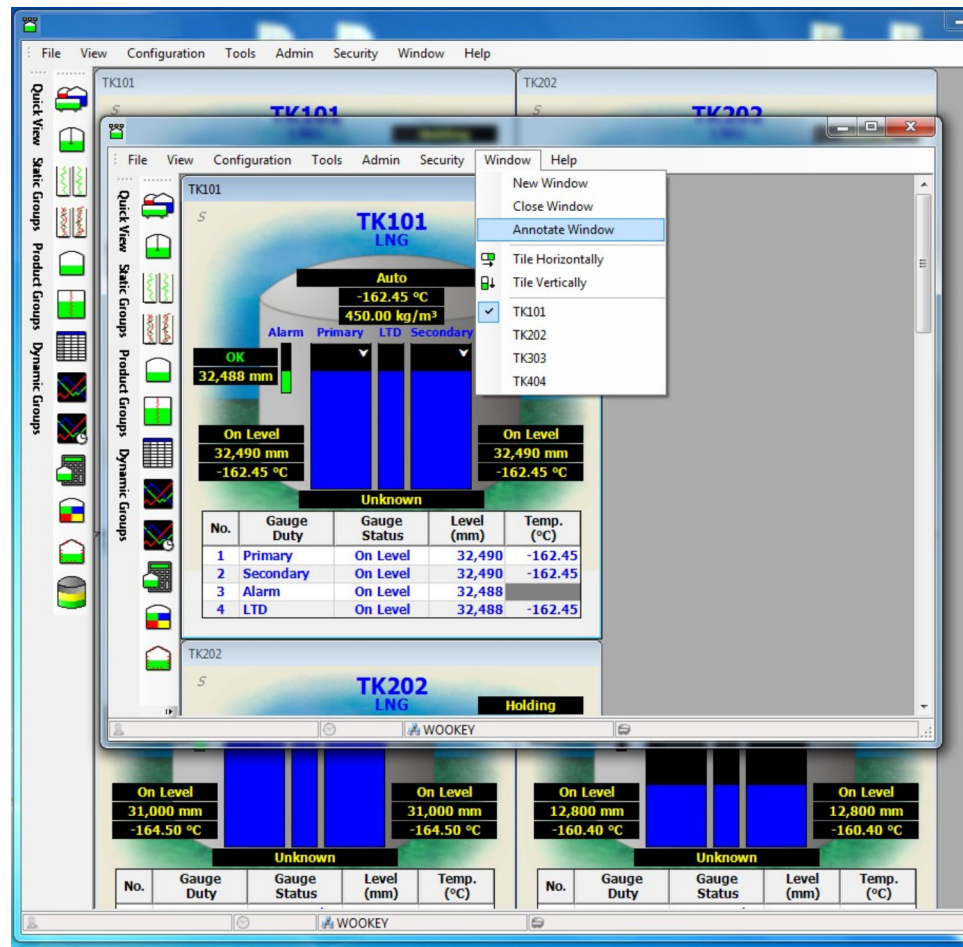 File View Configuration Tools Admin Security Window Help
Quick View
Static Groups
Product Groups
Dynamic Groups
TK101
TK202
S
TK101
S
TK202
File View Configuration Tools Admin Security Window Help
Quick View
Static Groups
Product Groups
Dynamic Groups
New Window
Close Window
Annotate Window
Tile Horizontally
Tile Vertically
TK101
TK202
TK303
TK404
TK101
S
TK101
LNG
Auto
-162.45 °C
450.00 kg/m³
Alarm Primary LTD Secondary
OK
32,488 mm
On Level
32,490 mm
-162.45 °C
On Level
32,490 mm
-162.45 °C
Unknown
No. Gauge Duty Gauge Status Level (mm) Temp. (°C)
1 Primary On Level 32,490 -162.45
2 Secondary On Level 32,490 -162.45
3 Alarm On Level 32,488
4 LTD On Level 32,488 -162.45
TK202
S
TK202
LNG
Holding
WOOKEY
On Level
31,000 mm
-164.50 °C
On Level
31,000 mm
-164.50 °C
Unknown
No. Gauge Duty Gauge Status Level (mm) Temp. (°C)
On Level
12,800 mm
-160.40 °C
On Level
12,800 mm
-160.40 °C
Unknown
No. Gauge Duty Gauge Status Level (mm) Temp. (°C)
WOOKEY